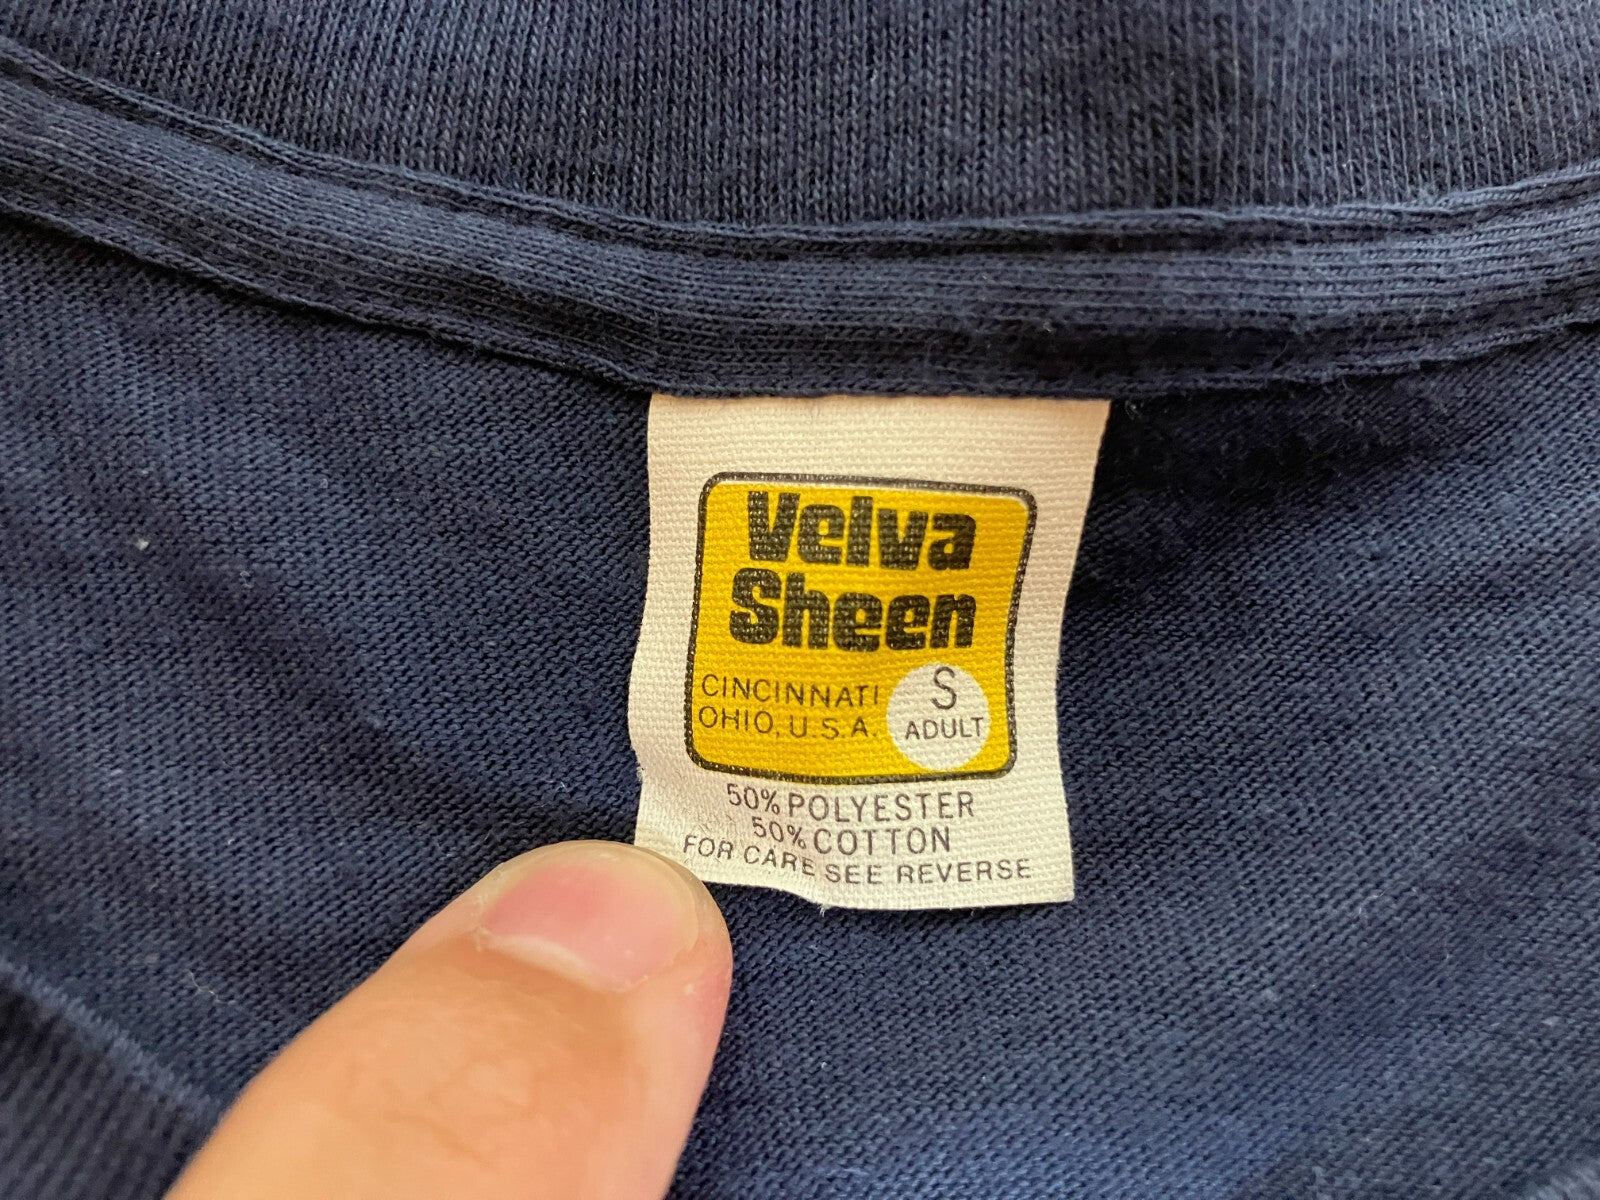 Velva
Sheen
CINCINNATI
OHIO, U.S.A.
S
ADULT
50% POLYESTER
50% COTTON
FOR CARE SEE REVERSE